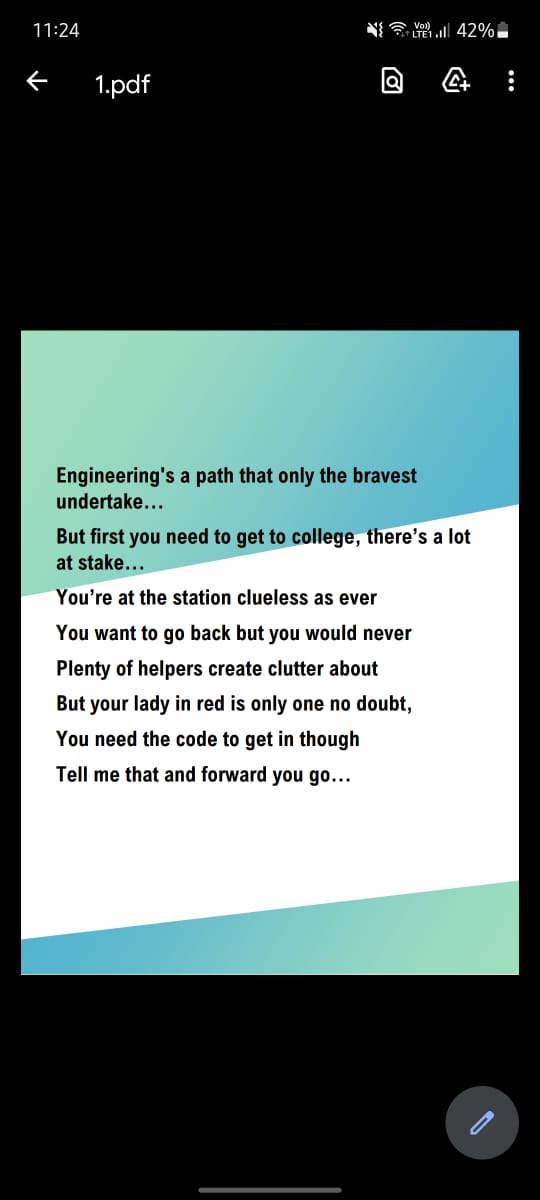 11:24
Vo))
LTE1
42%
1.pdf
Engineering's a path that only the bravest
undertake…
But first you need to get to college, there’s a lot
at stake…
You’re at the station clueless as ever
You want to go back but you would never
Plenty of helpers create clutter about
But your lady in red is only one no doubt,
You need the code to get in though
Tell me that and forward you go…